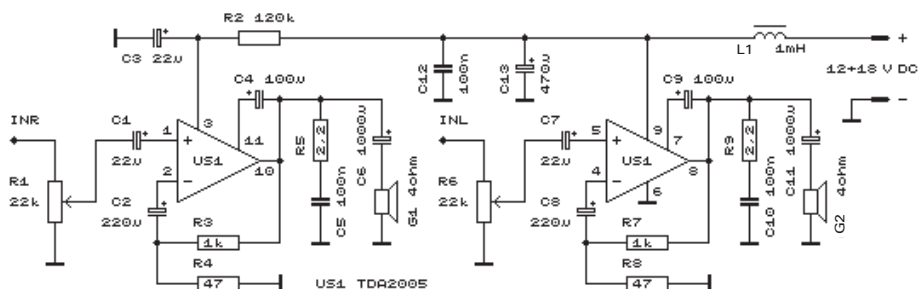 R2 120k
C3 22u
C4 100u
C12 100n
C13 470u
L1 1mH
+
12÷18 V DC
-
C9 100u
INR
C1
22u
1
+
3
11
US1
10
2
-
R1
22k
C2
220u
R3
1k
R4
47
R5
2.2
C5 100n
C6 1000u
G1 4ohm
INL
C7
22u
5
+
9
7
US1
8
4
-
6
R6
22k
C8
220u
R7
1k
R8
47
R9
2.2
C10 100n
C11 1000u
4ohm
G2
US1 TDA2005